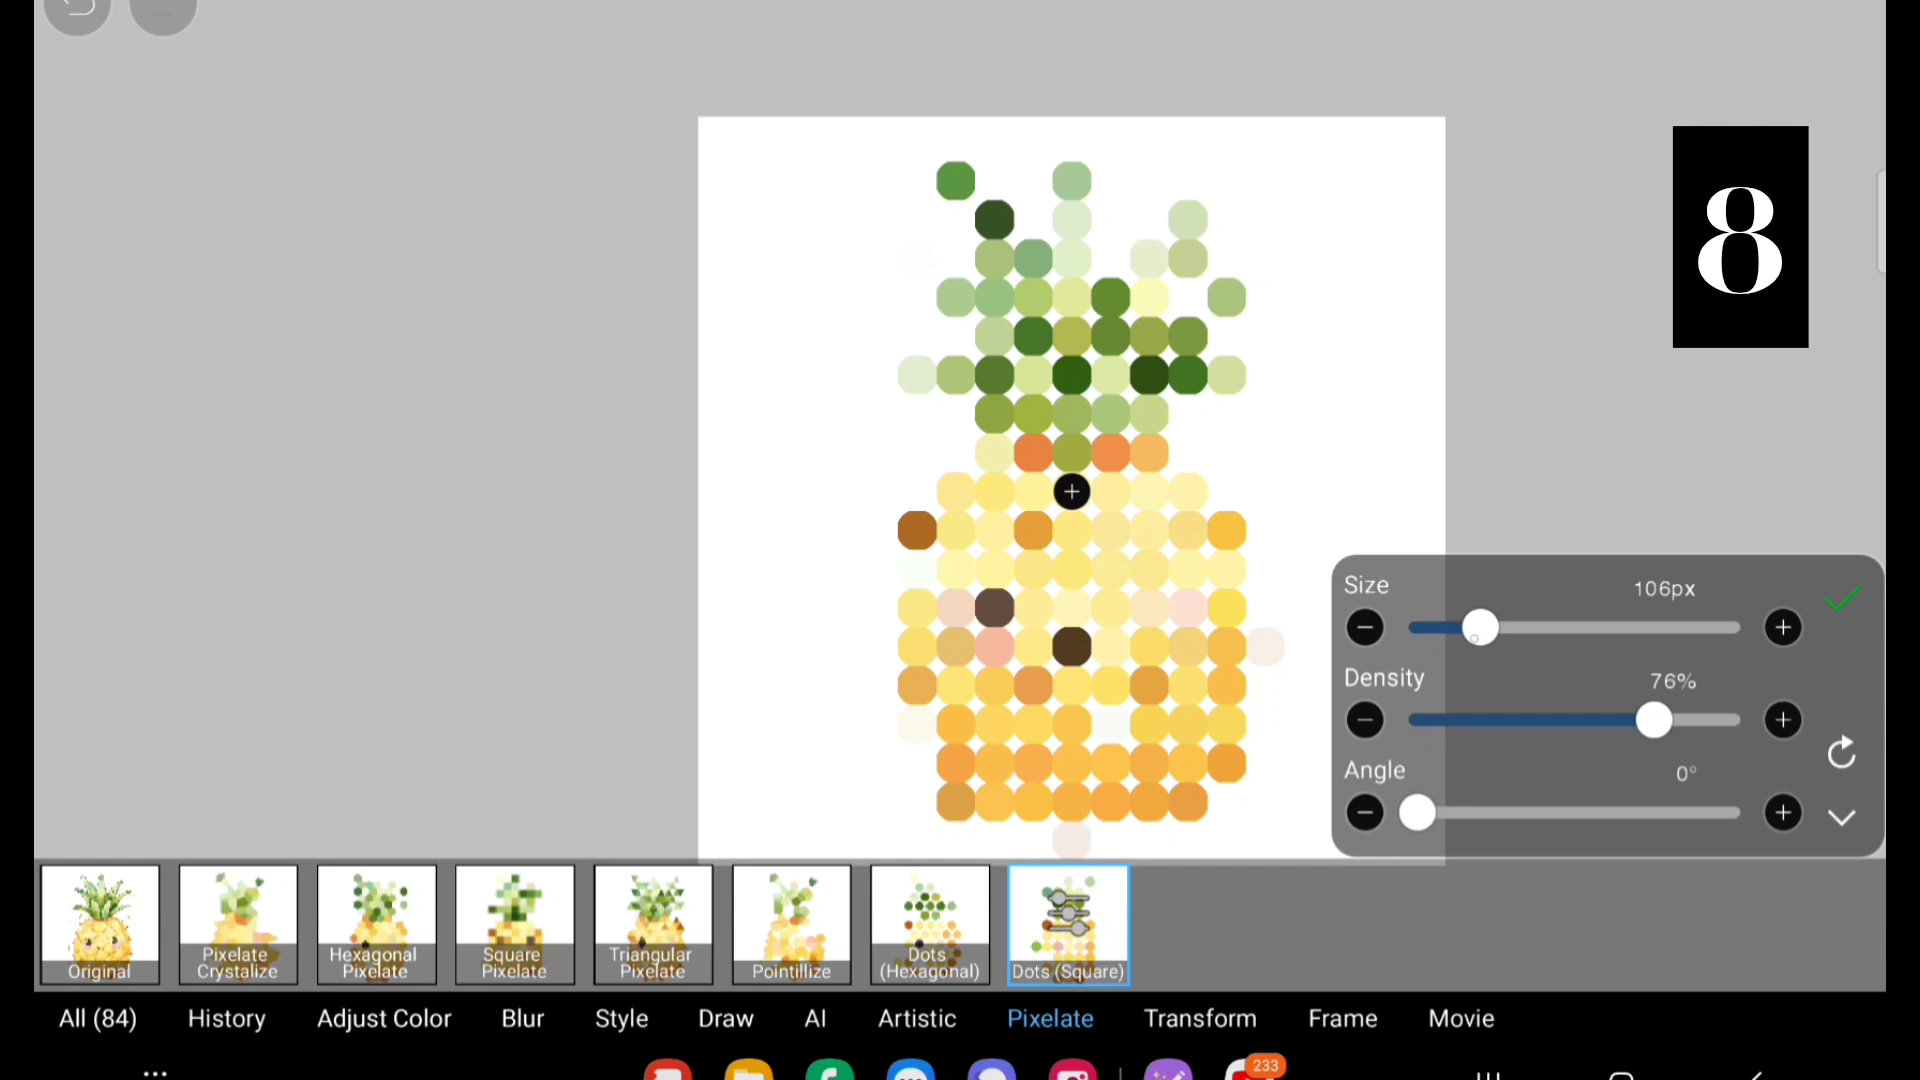 8
Size
106px
Density
76%
Angle
0°
Original
Pixelate
Crystalize
Hexagonal
Pixelate
Square
Pixelate
Triangular
Pixelate
Pointillize
Dots
(Hexagonal)
Dots (Square)
All (84)
History
Adjust Color
Blur
Style
Draw
AI
Artistic
Pixelate
Transform
Frame
Movie
233